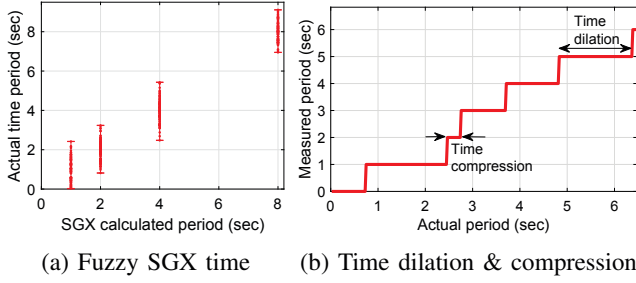 Actual time period (sec)
8
6
4
2
0
0 2 4 6 8
SGX calculated period (sec)
(a) Fuzzy SGX time
Measured period (sec)
6
5
4
3
2
1
0
Time
dilation
Time
compression
0 1 2 3 4 5 6
Actual period (sec)
(b) Time dilation & compression